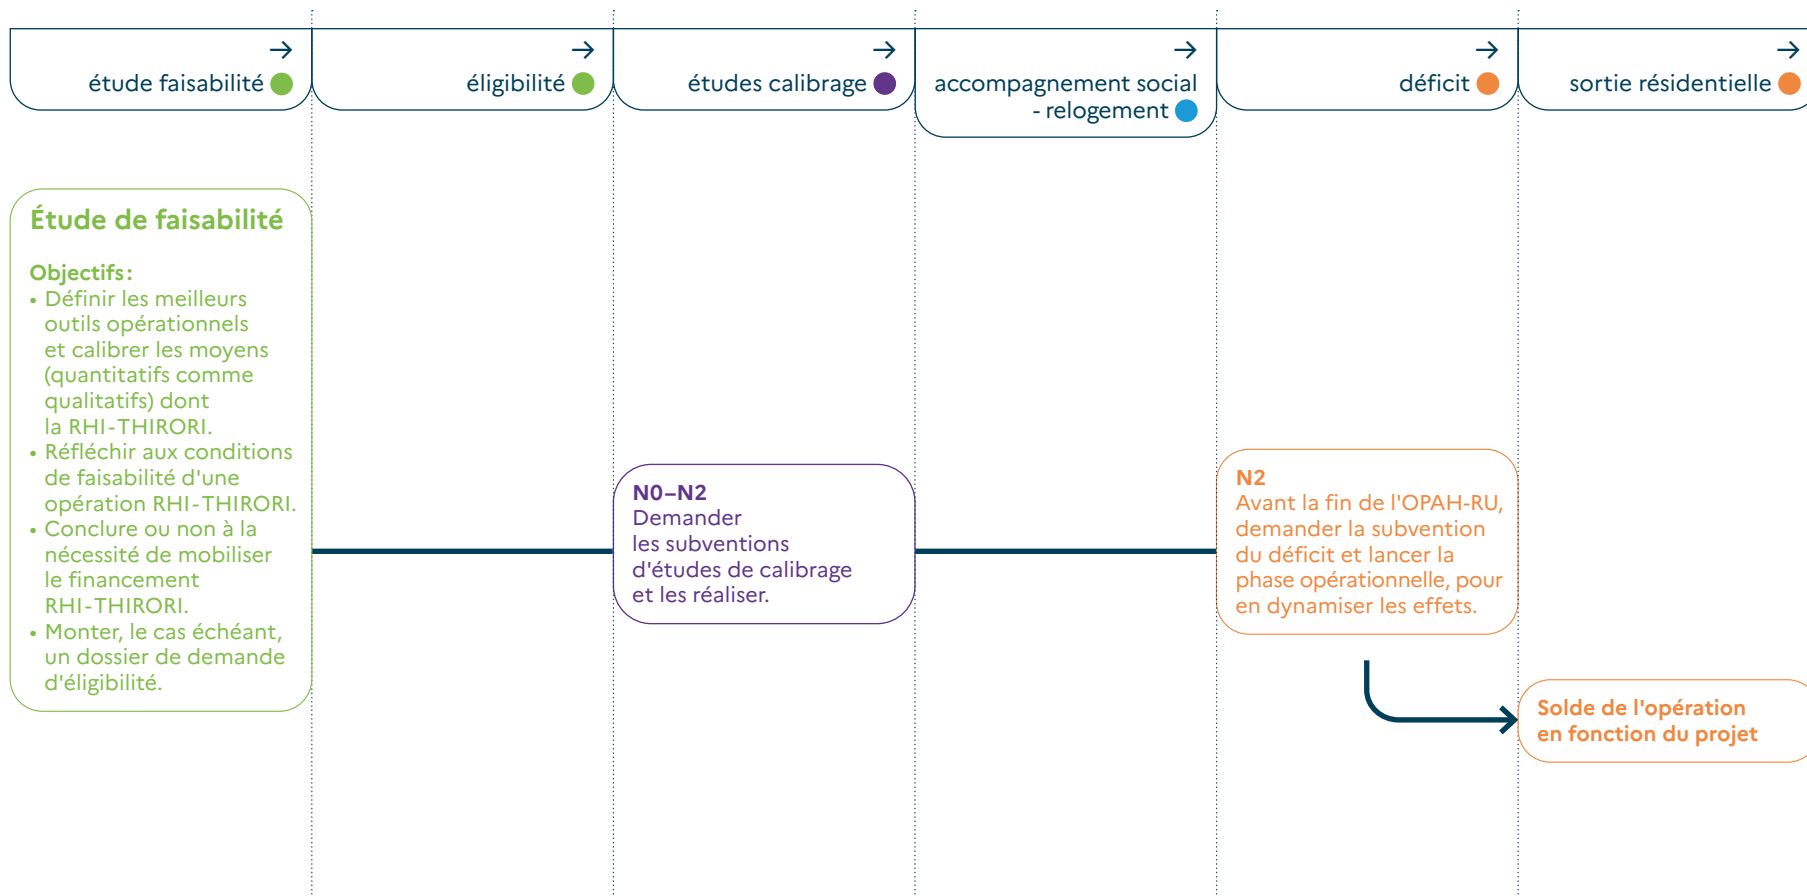 →
étude faisabilité
→
éligibilité
→
études calibrage
→
accompagnement social
- relogement
→
déficit
→
sortie résidentielle
Étude de faisabilité
Objectifs :
• Définir les meilleurs
outils opérationnels
et calibrer les moyens
(quantitatifs comme
qualitatifs) dont
la RHI-THIRORI.
• Réfléchir aux conditions
de faisabilité d'une
opération RHI-THIRORI.
• Conclure ou non à la
nécessité de mobiliser
le financement
RHI-THIRORI.
• Monter, le cas échéant,
un dossier de demande
d'éligibilité.
N0–N2
Demander
les subventions
d'études de calibrage
et les réaliser.
N2
Avant la fin de l'OPAH-RU,
demander la subvention
du déficit et lancer la
phase opérationnelle, pour
en dynamiser les effets.
Solde de l'opération
en fonction du projet